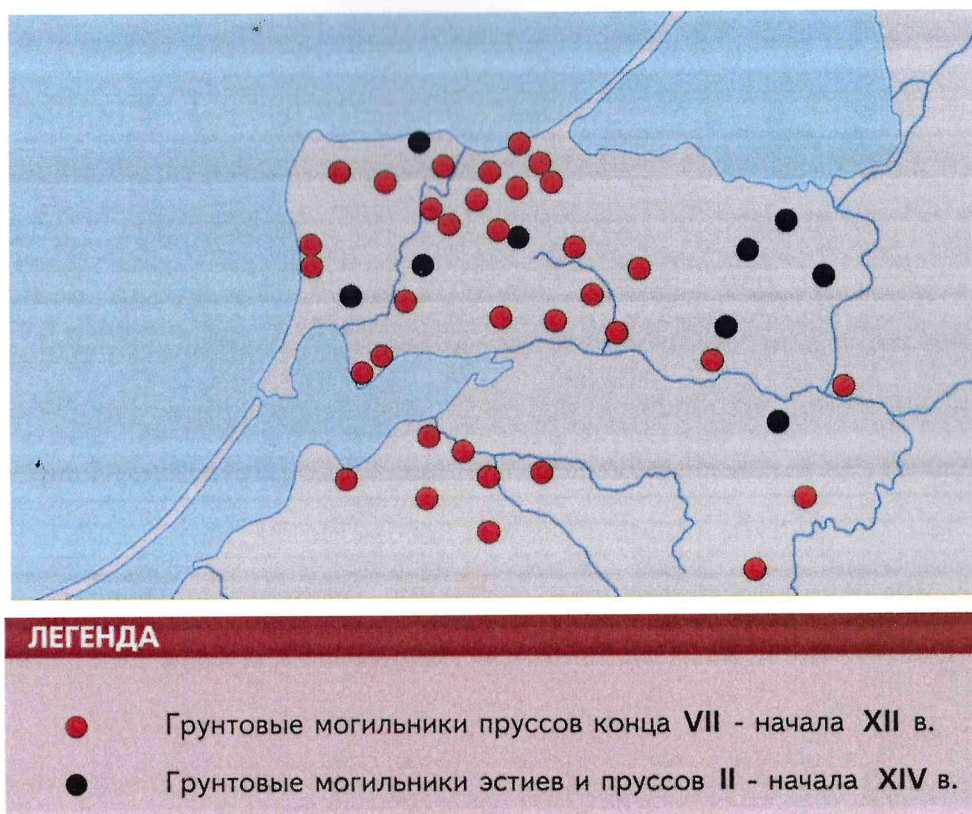 ЛЕГЕНДА
Грунтовые могильники пруссов конца VII - начала XII в.
Грунтовые могильники эстиев и пруссов II - начала XIV в.